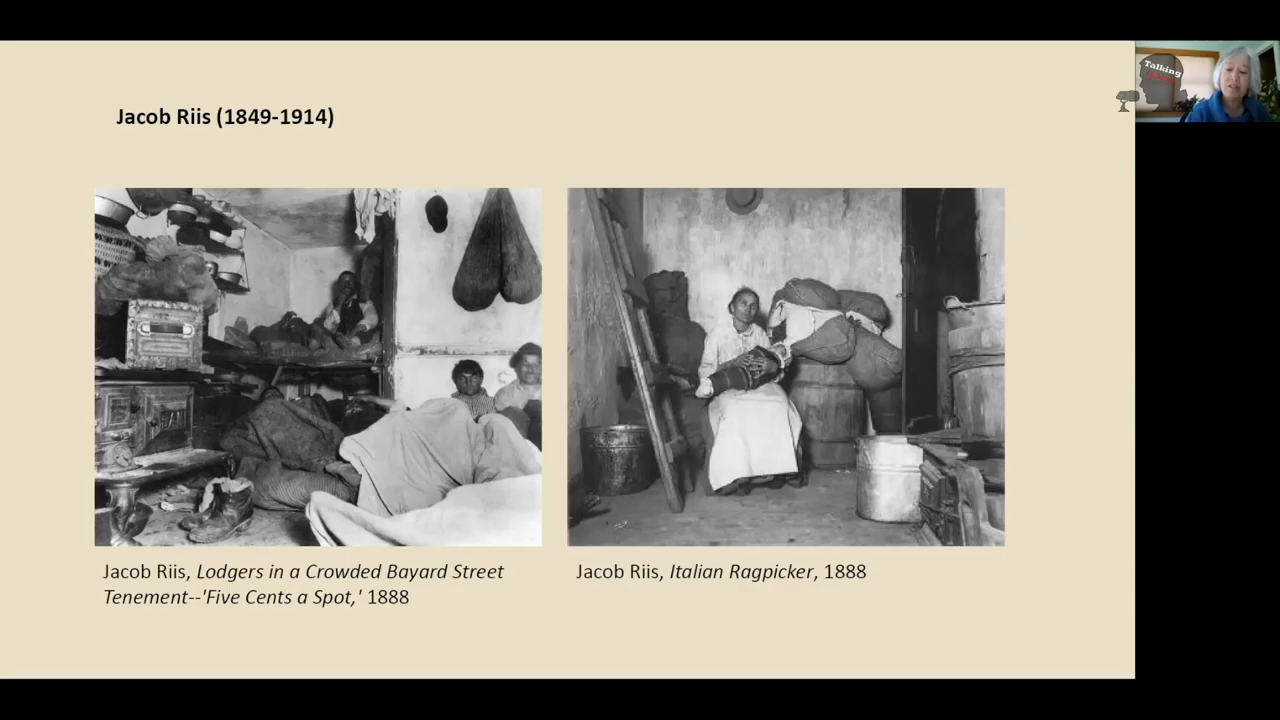 Jacob Riis (1849-1914)
Talking
Jacob Riis, Lodgers in a Crowded Bayard Street
Tenement--'Five Cents a Spot,' 1888
Jacob Riis, Italian Ragpicker, 1888